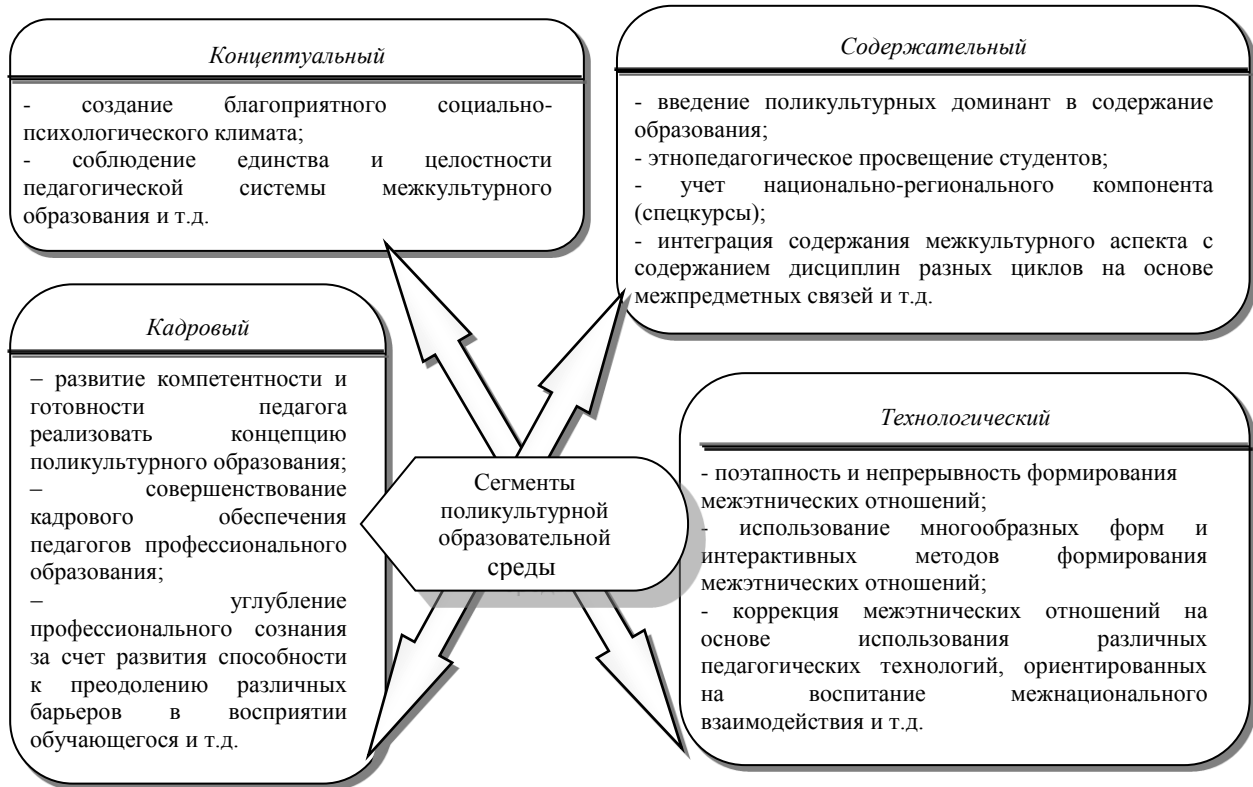 Концептуальный
- создание благоприятного социально-
психологического климата;
- соблюдение единства и целостности
педагогической системы межкультурного
образования и т.д.
Содержательный
- введение поликультурных доминант в содержание
образования;
- этнопедагогическое просвещение студентов;
- учет национально-регионального компонента
(спецкурсы);
- интеграция содержания межкультурного аспекта с
содержанием дисциплин разных циклов на основе
межпредметных связей и т.д.
Кадровый
– развитие компетентности и
готовности педагога
реализовать концепцию
поликультурного образования;
– совершенствование
кадрового обеспечения
педагогов профессионального
образования;
– углубление
профессионального сознания
за счет развития способности
к преодолению различных
барьеров в восприятии
обучающегося и т.д.
Сегменты
поликультурной
образовательной
среды
Технологический
- поэтапность и непрерывность формирования
межэтнических отношений;
- использование многообразных форм и
интерактивных методов формирования
межэтнических отношений;
- коррекция межэтнических отношений на
основе использования различных
педагогических технологий, ориентированных
на воспитание межнационального
взаимодействия и т.д.